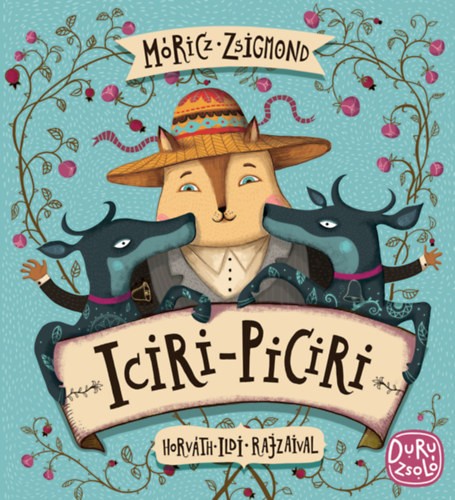 MÓRICZ · ZSIGMOND
ICIRI-PICIRI
HORVÁTH · ILDI · RAJZAIVAL
DURU
ZSOLÓ